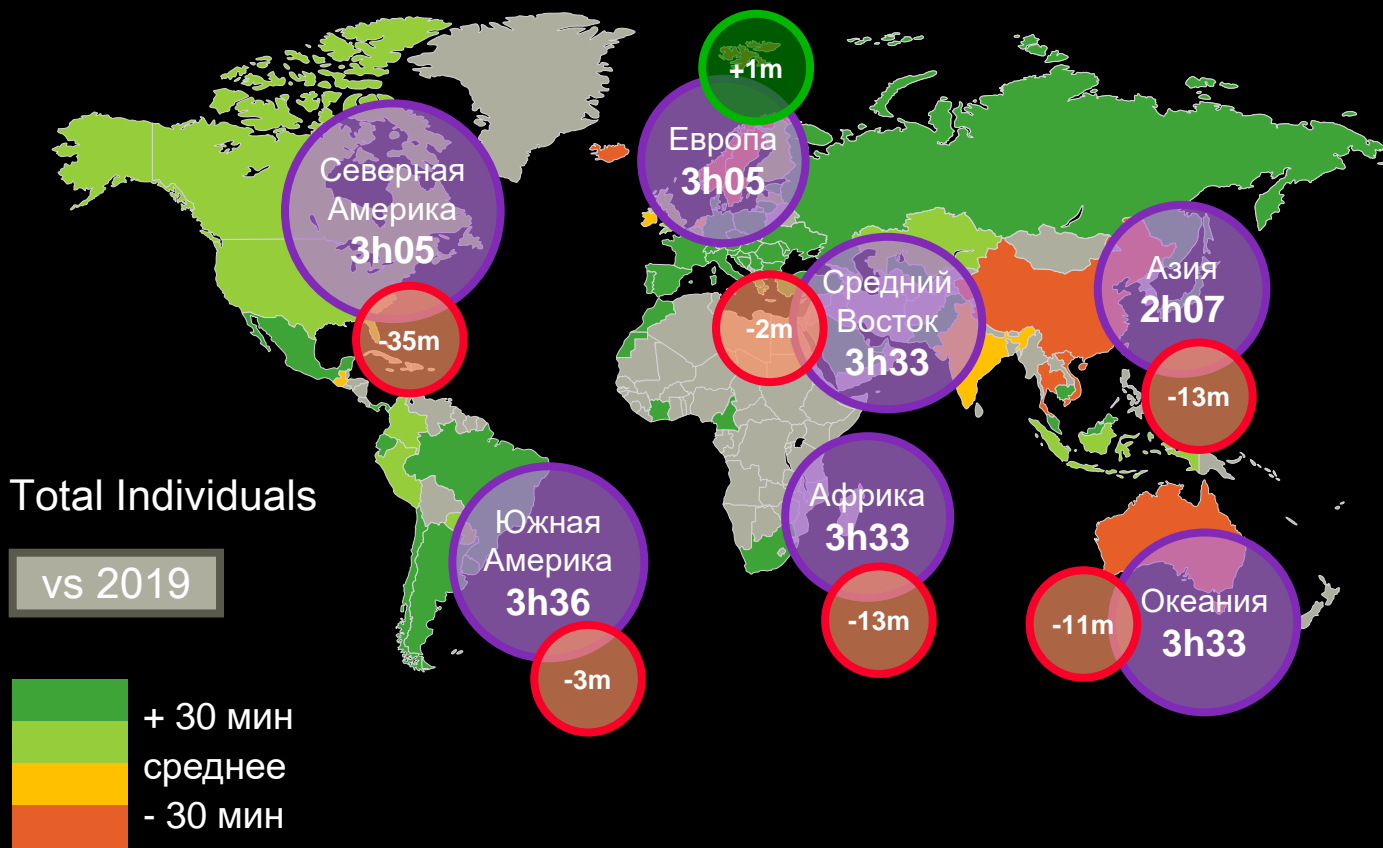 +1m
Европа
3h05
Северная
Америка
3h05
-35m
Средний
Восток
3h33
-2m
Азия
2h07
-13m
Total Individuals
vs 2019
Южная
Америка
3h36
-3m
Африка
3h33
-13m
Океания
3h33
-11m
+ 30 мин
среднее
- 30 мин